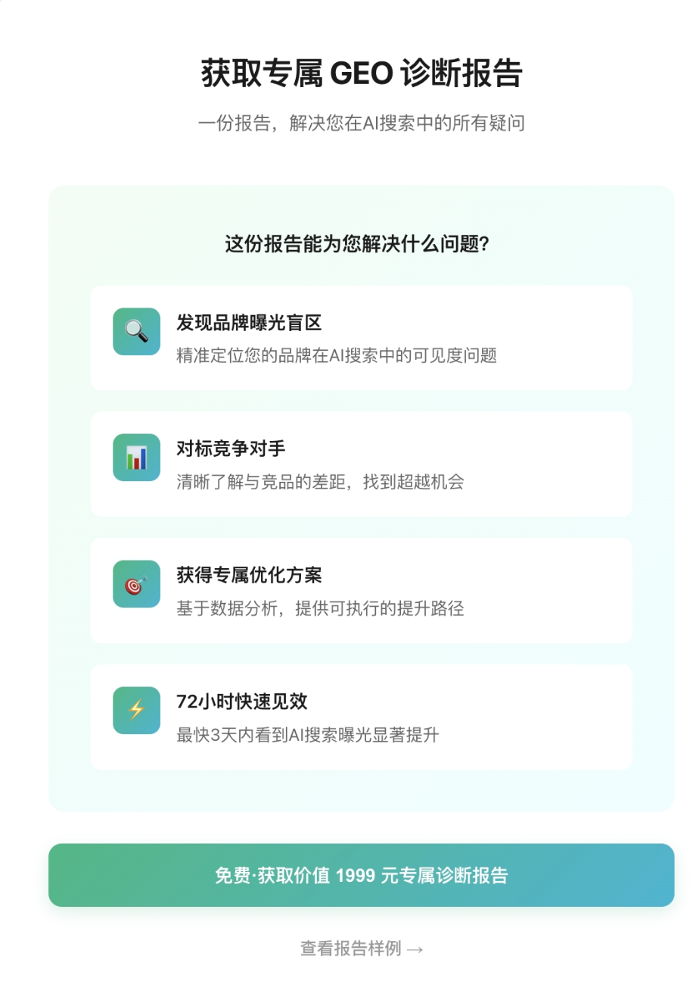 获取专属 GEO 诊断报告
一份报告，解决您在AI搜索中的所有疑问
这份报告能为您解决什么问题?
发现品牌曝光盲区
精准定位您的品牌在AI搜索中的可见度问题
对标竞争对手
清晰了解与竞品的差距，找到超越机会
获得专属优化方案
基于数据分析，提供可执行的提升路径
72小时快速见效
最快3天内看到AI搜索曝光显著提升
免费·获取价值 1999 元专属诊断报告
查看报告样例 →